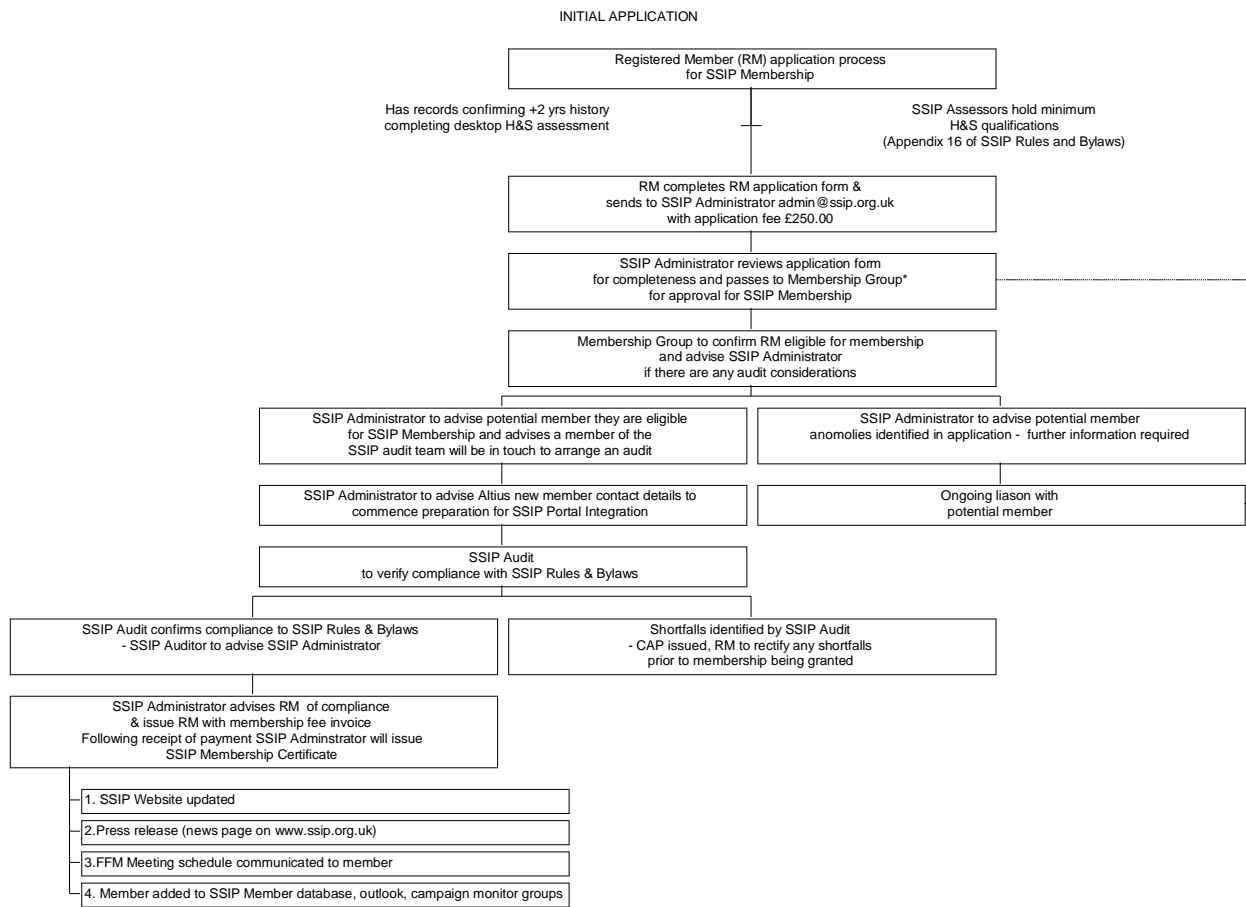 INITIAL APPLICATION
Registered Member (RM) application process
for SSIP Membership
Has records confirming +2 yrs history
completing desktop H&S assessment
SSIP Assessors hold minimum
H&S qualifications
(Appendix 16 of SSIP Rules and Bylaws)
RM completes RM application form &
sends to SSIP Administrator admin@ssip.org.uk
with application fee £250.00
SSIP Administrator reviews application form
for completeness and passes to Membership Group*
for approval for SSIP Membership
Membership Group to confirm RM eligible for membership
and advise SSIP Administrator
if there are any audit considerations
SSIP Administrator to advise potential member they are eligible
for SSIP Membership and advises a member of the
SSIP audit team will be in touch to arrange an audit
SSIP Administrator to advise potential member
anomolies identified in application - further information required
SSIP Administrator to advise Altius new member contact details to
commence preparation for SSIP Portal Integration
Ongoing liason with
potential member
SSIP Audit
to verify compliance with SSIP Rules & Bylaws
SSIP Audit confirms compliance to SSIP Rules & Bylaws
- SSIP Auditor to advise SSIP Administrator
Shortfalls identified by SSIP Audit
- CAP issued, RM to rectify any shortfalls
prior to membership being granted
SSIP Administrator advises RM of compliance
& issue RM with membership fee invoice
Following receipt of payment SSIP Adminstrator will issue
SSIP Membership Certificate
1. SSIP Website updated
2.Press release (news page on www.ssip.org.uk)
3.FFM Meeting schedule communicated to member
4. Member added to SSIP Member database, outlook, campaign monitor groups